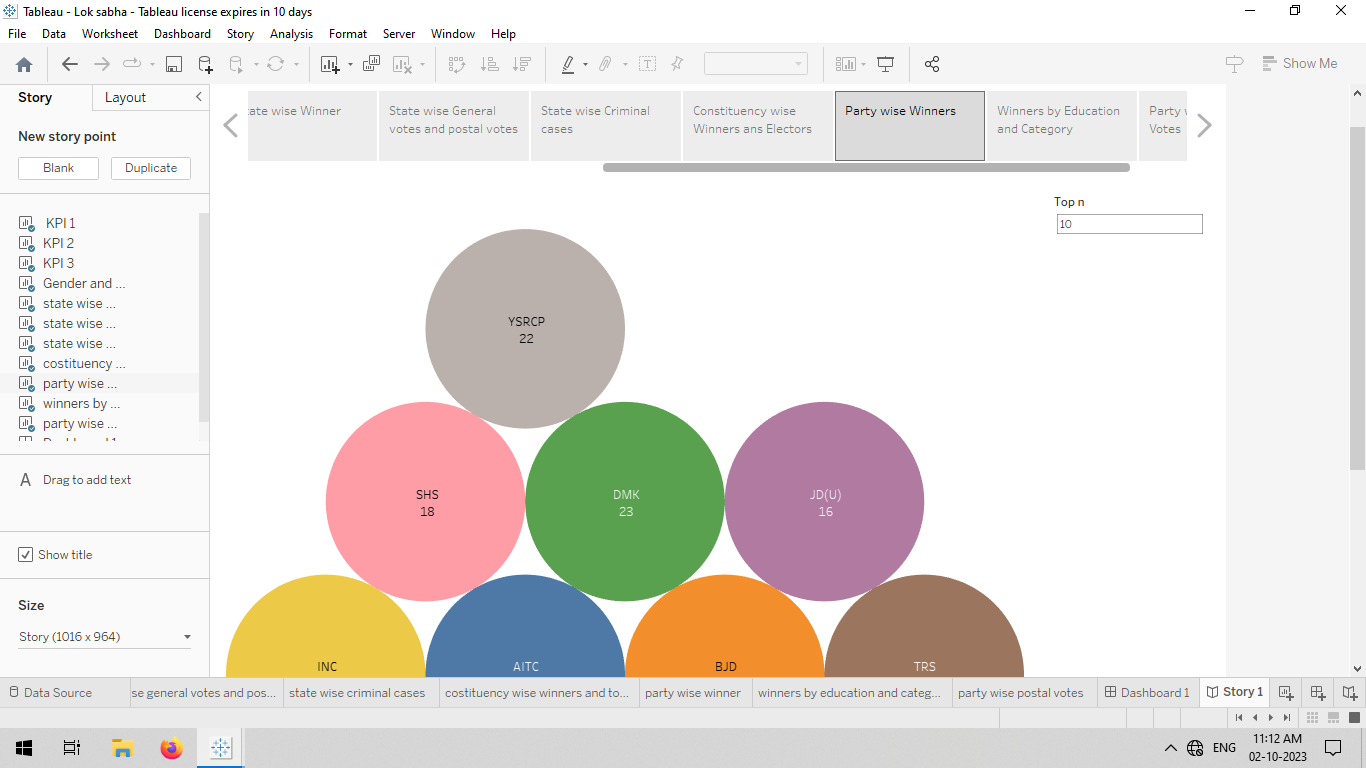 Tableau - Lok sabha - Tableau license expires in 10 days
File Data Worksheet Dashboard Story Analysis Format Server Window Help
Show Me
Story Layout
New story point
Blank Duplicate
KPI 1
KPI 2
KPI 3
Gender and ...
state wise ...
state wise ...
state wise ...
costituency ...
party wise ...
winners by ...
party wise ...
A Drag to add text
Show title
Size
Story (1016 x 964)
ate wise Winner
State wise General
votes and postal votes
State wise Criminal
cases
Constituency wise
Winners ans Electors
Party wise Winners
Winners by Education
and Category
Party
Votes
Top n
10
YSRCP
22
SHS
18
DMK
23
JD(U)
16
INC
AITC
BJD
TRS
Data Source
se general votes and pos...
state wise criminal cases
costituency wise winners and to...
party wise winner
winners by education and categ...
party wise postal votes
Dashboard 1
Story 1
ENG
11:12 AM
02-10-2023